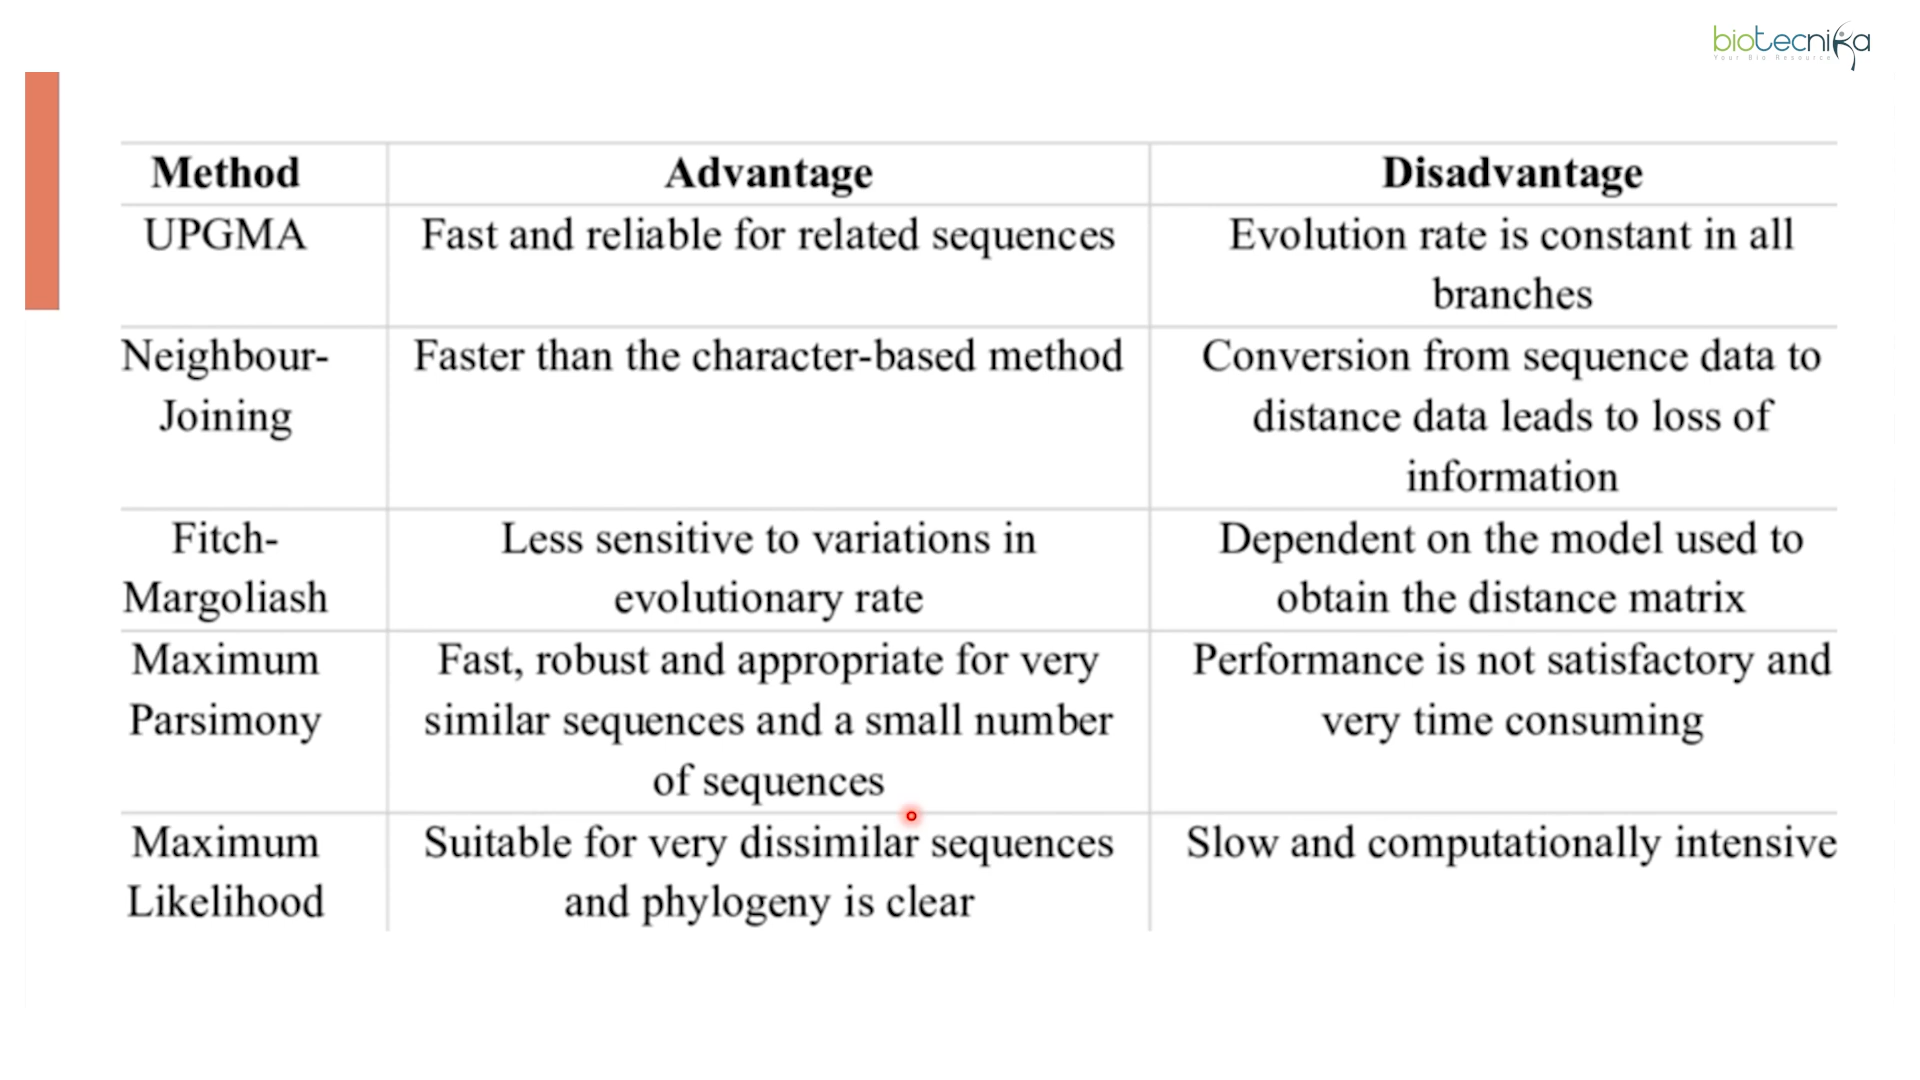 biotecnika
Your Bio Resource
Method Advantage Disadvantage
UPGMA Fast and reliable for related sequences Evolution rate is constant in all
branches
Neighbour- Faster than the character-based method Conversion from sequence data to
Joining distance data leads to loss of
information
Fitch- Less sensitive to variations in Dependent on the model used to
Margoliash evolutionary rate obtain the distance matrix
Maximum Fast, robust and appropriate for very Performance is not satisfactory and
Parsimony similar sequences and a small number very time consuming
of sequences
Maximum Suitable for very dissimilar sequences Slow and computationally intensive
Likelihood and phylogeny is clear